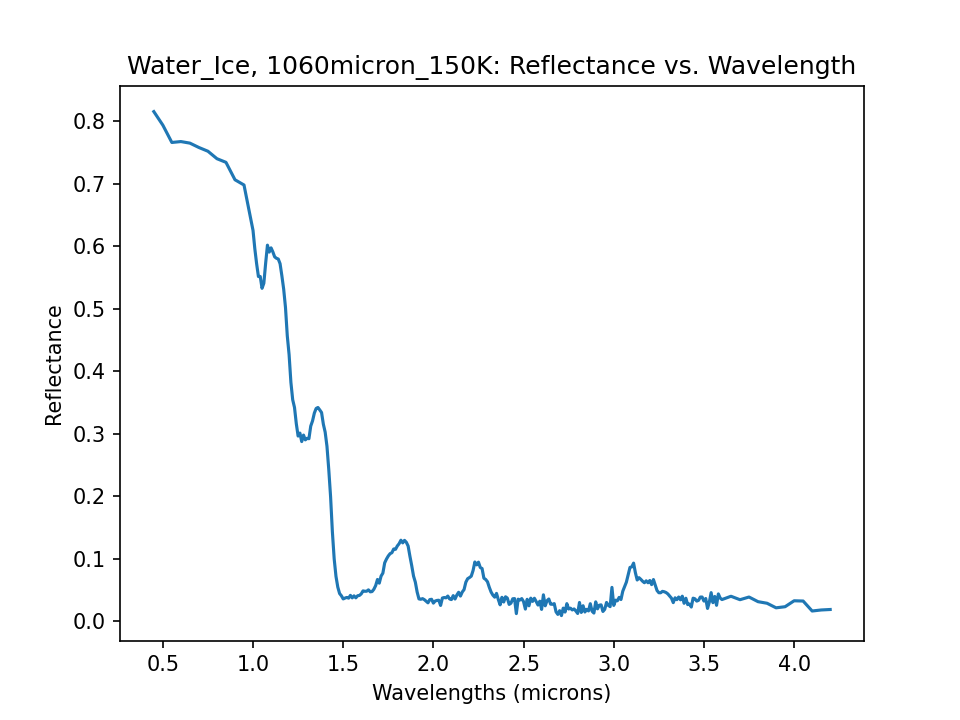 Water_Ice, 1060micron_150K: Reflectance vs. Wavelength
0.8
0.7
0.6
0.5
0.4
0.3
0.2
0.1
0.0
Reflectance
0.5 1.0 1.5 2.0 2.5 3.0 3.5 4.0
Wavelengths (microns)